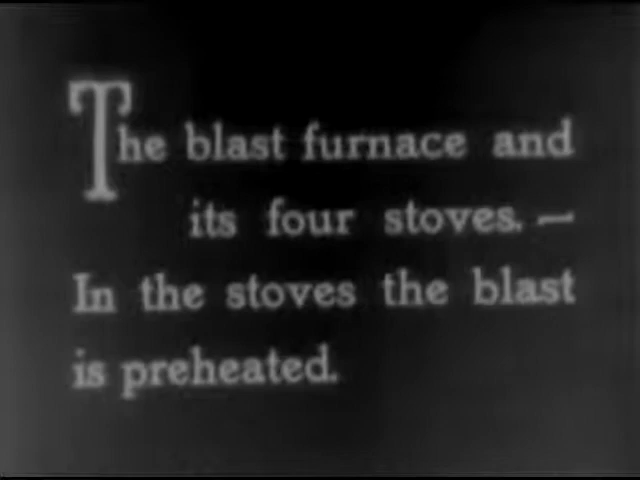 The blast furnace and
its four stoves. —
In the stoves the blast
is preheated.